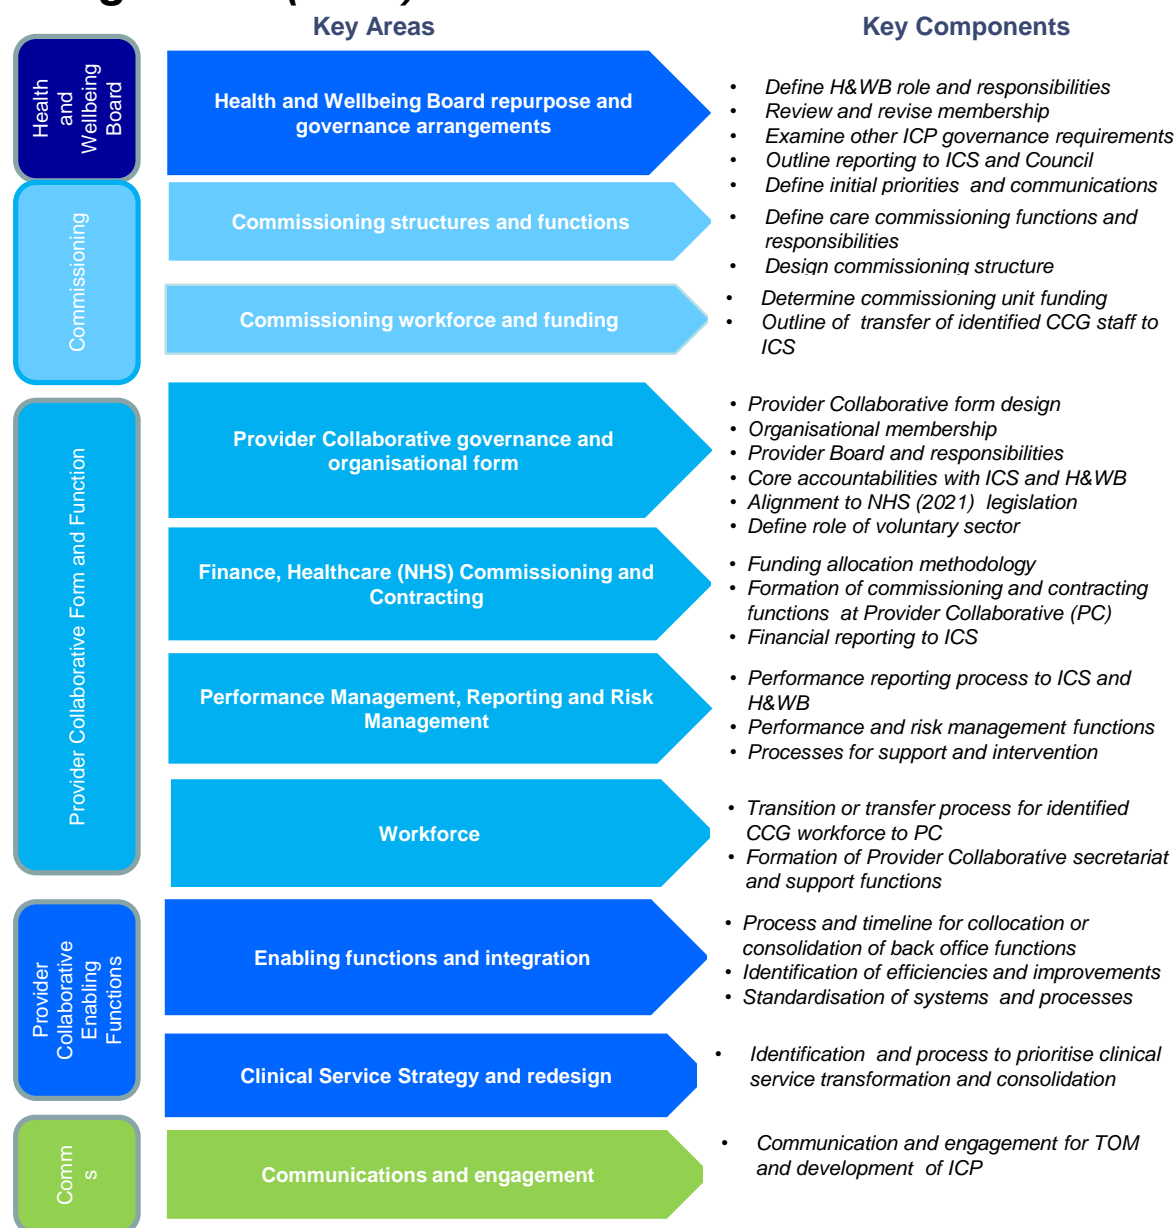 Key Areas
Key Components
Health
and
Wellbeing
Board
Health and Wellbeing Board repurpose and
governance arrangements
• Define H&WB role and responsibilities
• Review and revise membership
• Examine other ICP governance requirements
• Outline reporting to ICS and Council
• Define initial priorities and communications
Commissioning
Commissioning structures and functions
• Define care commissioning functions and
responsibilities
• Design commissioning structure
Commissioning workforce and funding
• Determine commissioning unit funding
• Outline of transfer of identified CCG staff to
ICS
Provider Collaborative Form and Function
Provider Collaborative governance and
organisational form
• Provider Collaborative form design
• Organisational membership
• Provider Board and responsibilities
• Core accountabilities with ICS and H&WB
• Alignment to NHS (2021) legislation
• Define role of voluntary sector
Finance, Healthcare (NHS) Commissioning and
Contracting
• Funding allocation methodology
• Formation of commissioning and contracting
functions at Provider Collaborative (PC)
• Financial reporting to ICS
Performance Management, Reporting and Risk
Management
• Performance reporting process to ICS and
H&WB
• Performance and risk management functions
• Processes for support and intervention
Workforce
• Transition or transfer process for identified
CCG workforce to PC
• Formation of Provider Collaborative secretariat
and support functions
Provider
Collaborative
Enabling
Functions
Enabling functions and integration
• Process and timeline for collocation or
consolidation of back office functions
• Identification of efficiencies and improvements
• Standardisation of systems and processes
Clinical Service Strategy and redesign
• Identification and process to prioritise clinical
service transformation and consolidation
Comm
s
Communications and engagement
• Communication and engagement for TOM
and development of ICP